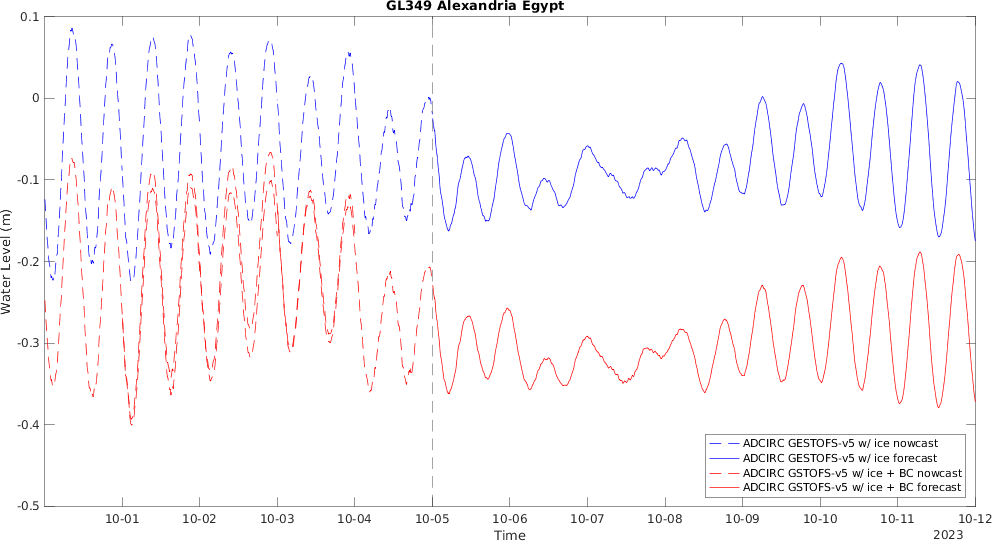 GL349 Alexandria Egypt
0.1
0
-0.1
-0.2
-0.3
-0.4
-0.5
Water Level (m)
ADCIRC GESTOFS-v5 w/ ice nowcast
ADCIRC GESTOFS-v5 w/ ice forecast
ADCIRC GSTOFS-v5 w/ ice + BC nowcast
ADCIRC GSTOFS-v5 w/ ice + BC forecast
10-01 10-02 10-03 10-04 10-05 10-06 10-07 10-08 10-09 10-10 10-11 10-12
Time
2023